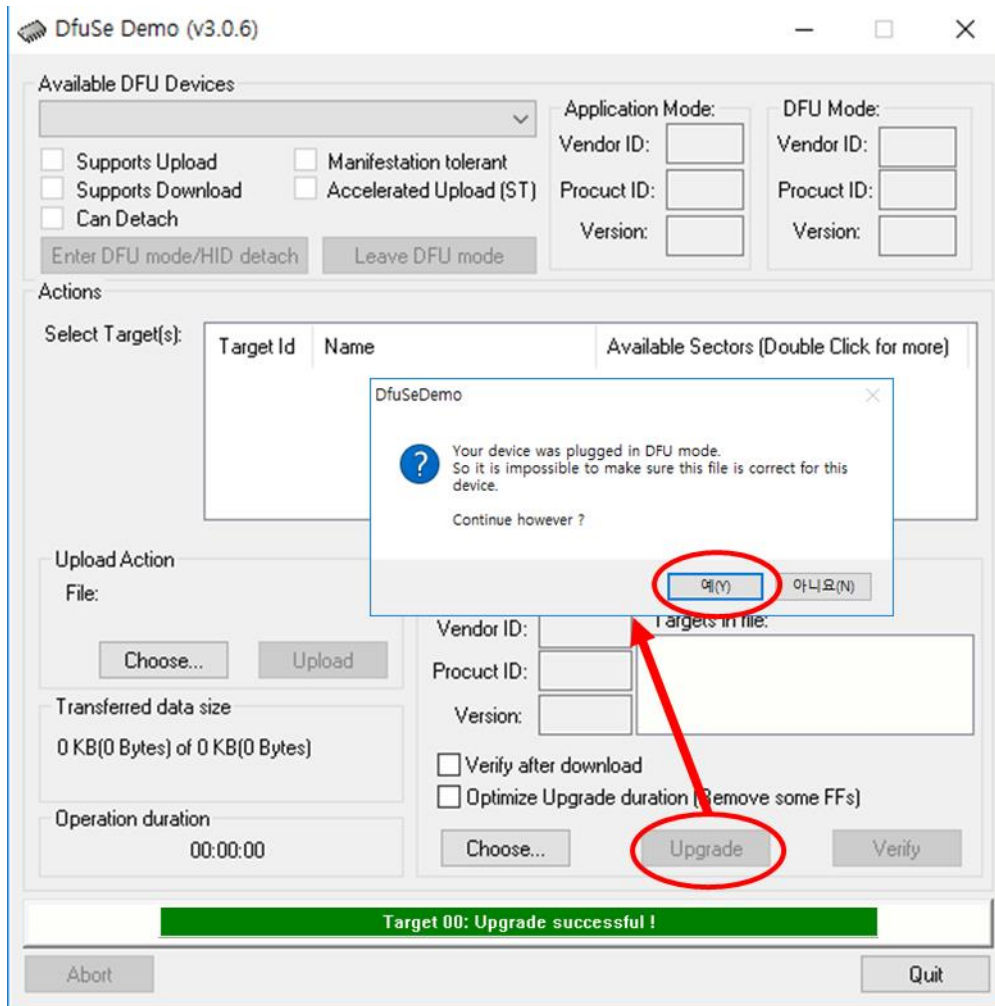 DfuSe Demo (v3.0.6)
Available DFU Devices
Supports Upload
Manifestation tolerant
Supports Download
Accelerated Upload (ST)
Can Detach
Enter DFU mode/HID detach
Leave DFU mode
Application Mode:
Vendor ID:
Procuct ID:
Version:
DFU Mode:
Vendor ID:
Procuct ID:
Version:
Actions
Select Target(s):
Target Id
Name
Available Sectors (Double Click for more)
DfuSeDemo
Your device was plugged in DFU mode.
So it is impossible to make sure this file is correct for this
device.
Continue however ?
예(Y)
아니요(N)
Upload Action
File:
Choose...
Upload
Transferred data size
0 KB(0 Bytes) of 0 KB(0 Bytes)
Operation duration
00:00:00
Vendor ID:
Procuct ID:
Version:
Targets in file:
Verify after download
Optimize Upgrade duration (Remove some FFs)
Choose...
Upgrade
Verify
Target 00: Upgrade successful !
Abort
Quit